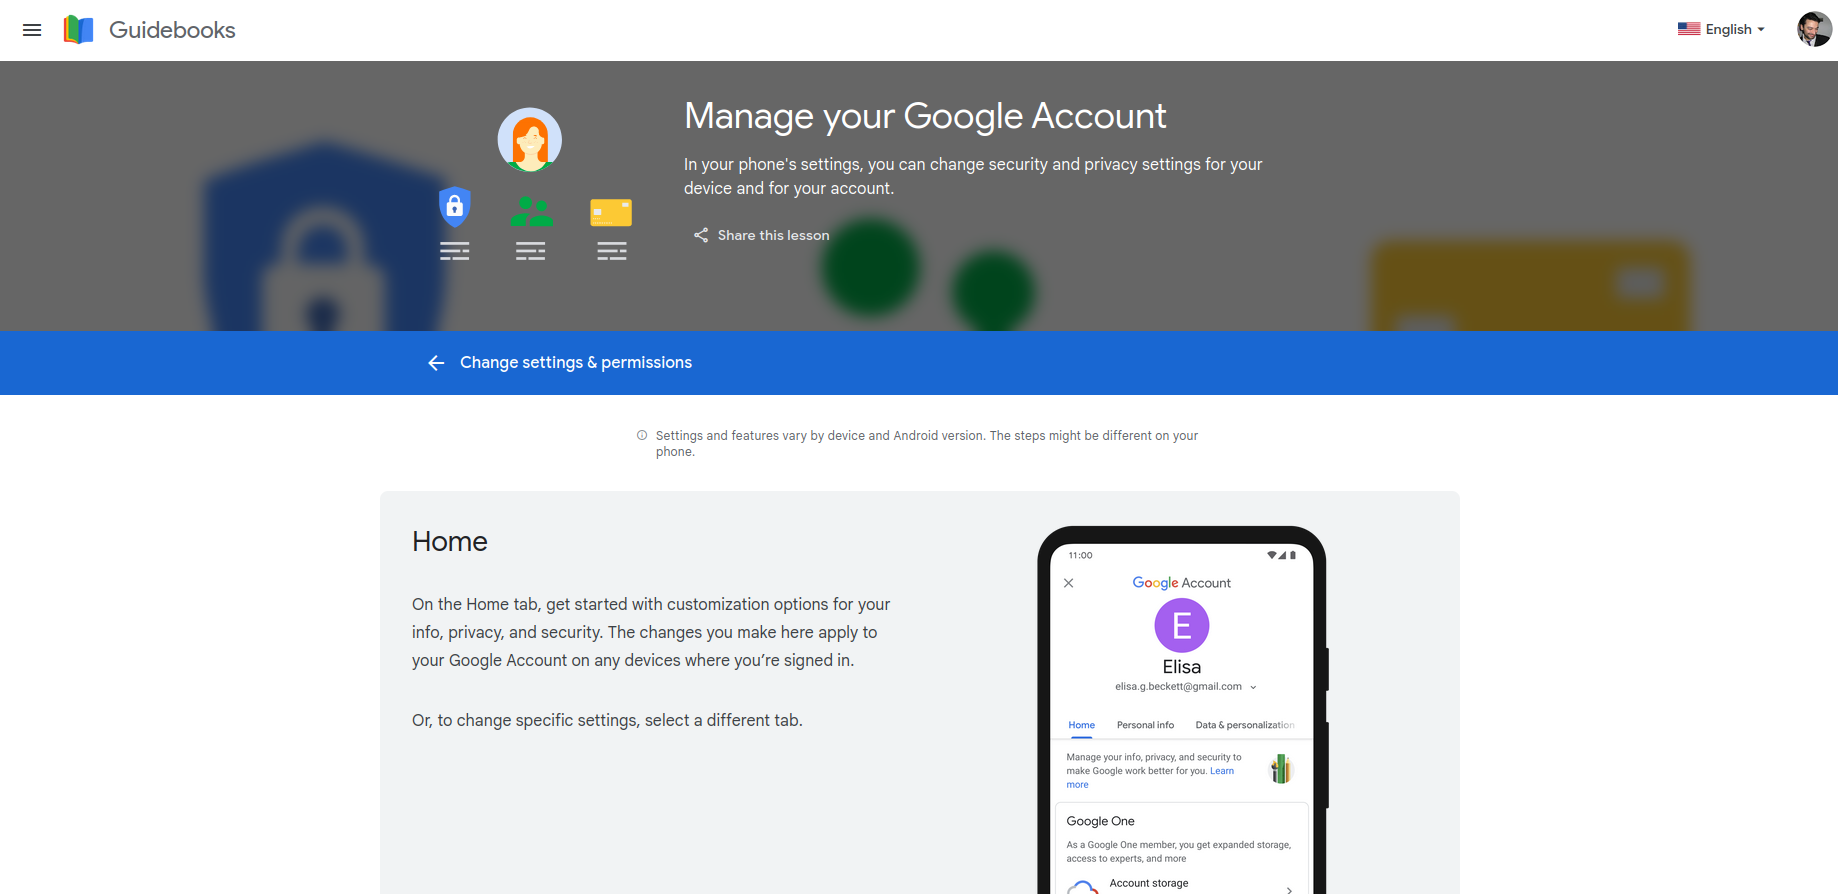 Guidebooks
English
Manage your Google Account
In your phone's settings, you can change security and privacy settings for your
device and for your account.
Share this lesson
Change settings & permissions
Settings and features vary by device and Android version. The steps might be different on your
phone.
Home
On the Home tab, get started with customization options for your
info, privacy, and security. The changes you make here apply to
your Google Account on any devices where you’re signed in.
Or, to change specific settings, select a different tab.
11:00
Google Account
E
Elisa
elisa.g.beckett@gmail.com
Home Personal info Data & personalization
Manage your info, privacy, and security to
make Google work better for you. Learn
more
Google One
As a Google One member, you get expanded storage,
access to experts, and more
Account storage